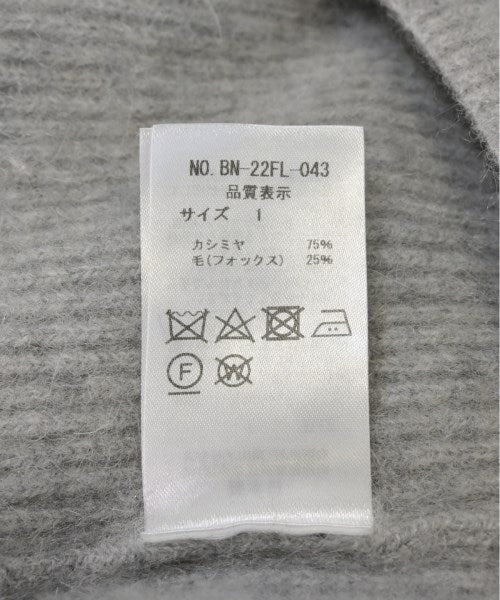 NO. BN-22FL-043
品質表示
サイズ 1
カシミヤ 75%
毛(フォックス) 25%
F W